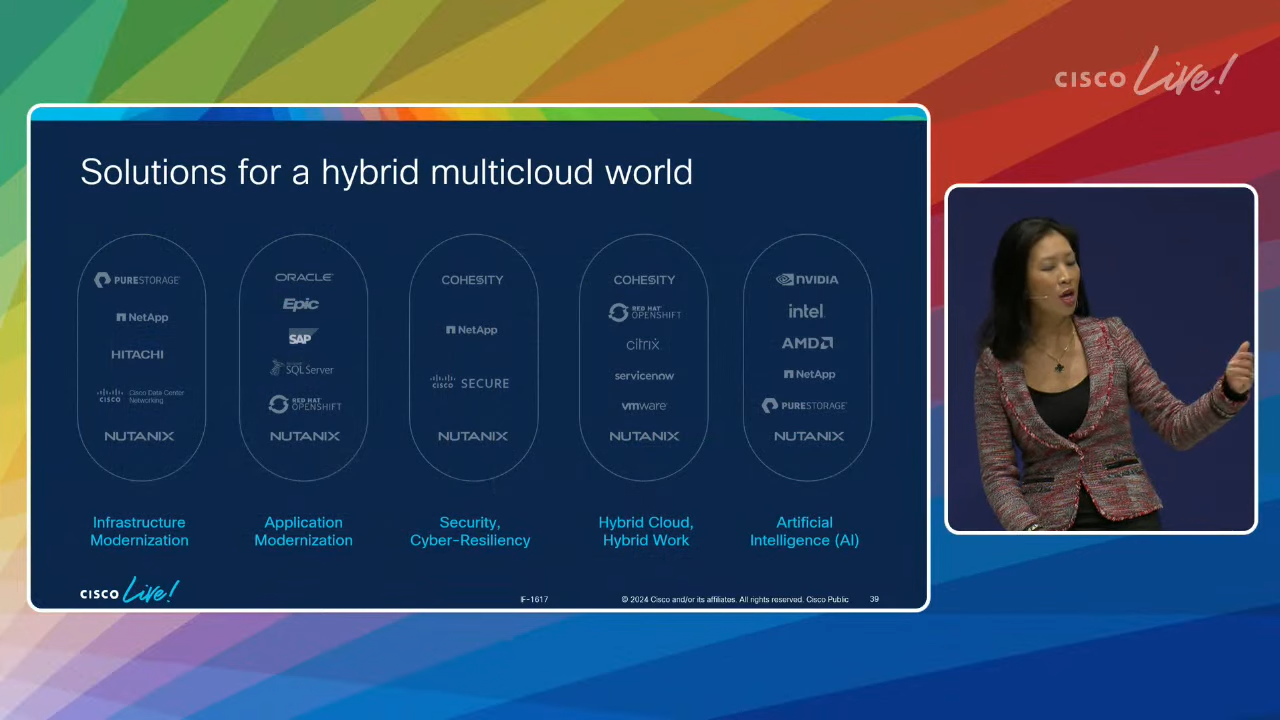 CISCO Live!
Solutions for a hybrid multicloud world
PURESTORAGE
NetApp
HITACHI
CISCO Cisco Data Center
Networking
NUTANIX
Infrastructure
Modernization
ORACLE
Epic
SAP
SQL Server
RED HAT
OPENSHIFT
NUTANIX
Application
Modernization
COHESITY
NetApp
CISCO SECURE
NUTANIX
Security,
Cyber-Resiliency
COHESITY
RED HAT
OPENSHIFT
citrix
servicenow
vmware
NUTANIX
Hybrid Cloud,
Hybrid Work
NVIDIA
intel
AMD
NetApp
PURESTORAGE
NUTANIX
Artificial
Intelligence (AI)
CISCO Live!
IF-1617
© 2024 Cisco and/or its affiliates. All rights reserved. Cisco Public
39